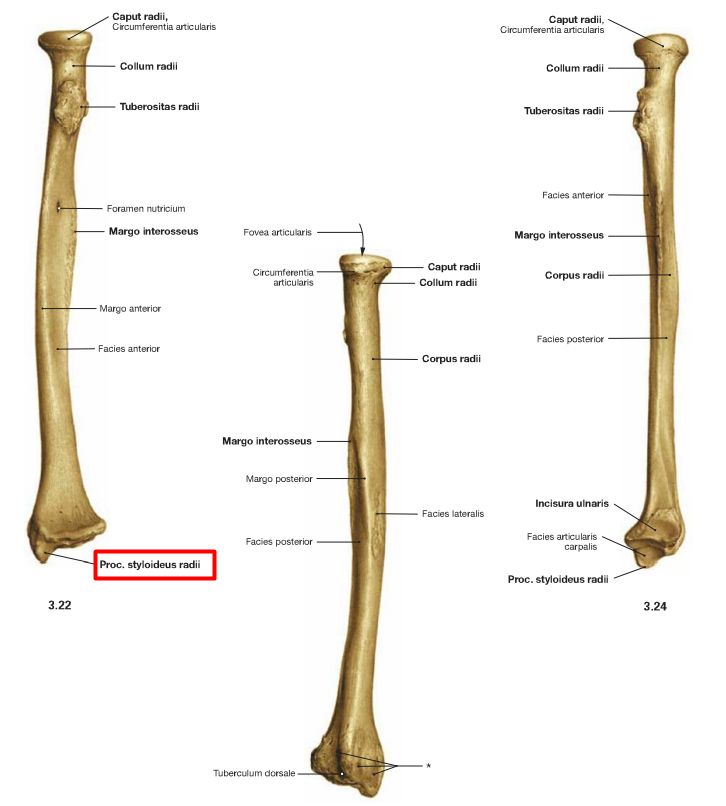 Caput radii,
Circumferentia articularis
Collum radii
Tuberositas radii
Foramen nutricium
Margo interosseus
Margo anterior
Facies anterior
Proc. styloideus radii
3.22
Fovea articularis
Circumferentia
articularis
Caput radii
Collum radii
Corpus radii
Margo interosseus
Margo posterior
Facies lateralis
Facies posterior
Tuberculum dorsale
*
Caput radii,
Circumferentia articularis
Collum radii
Tuberositas radii
Facies anterior
Margo interosseus
Corpus radii
Facies posterior
Incisura ulnaris
Facies articularis
carpalis
Proc. styloideus radii
3.24